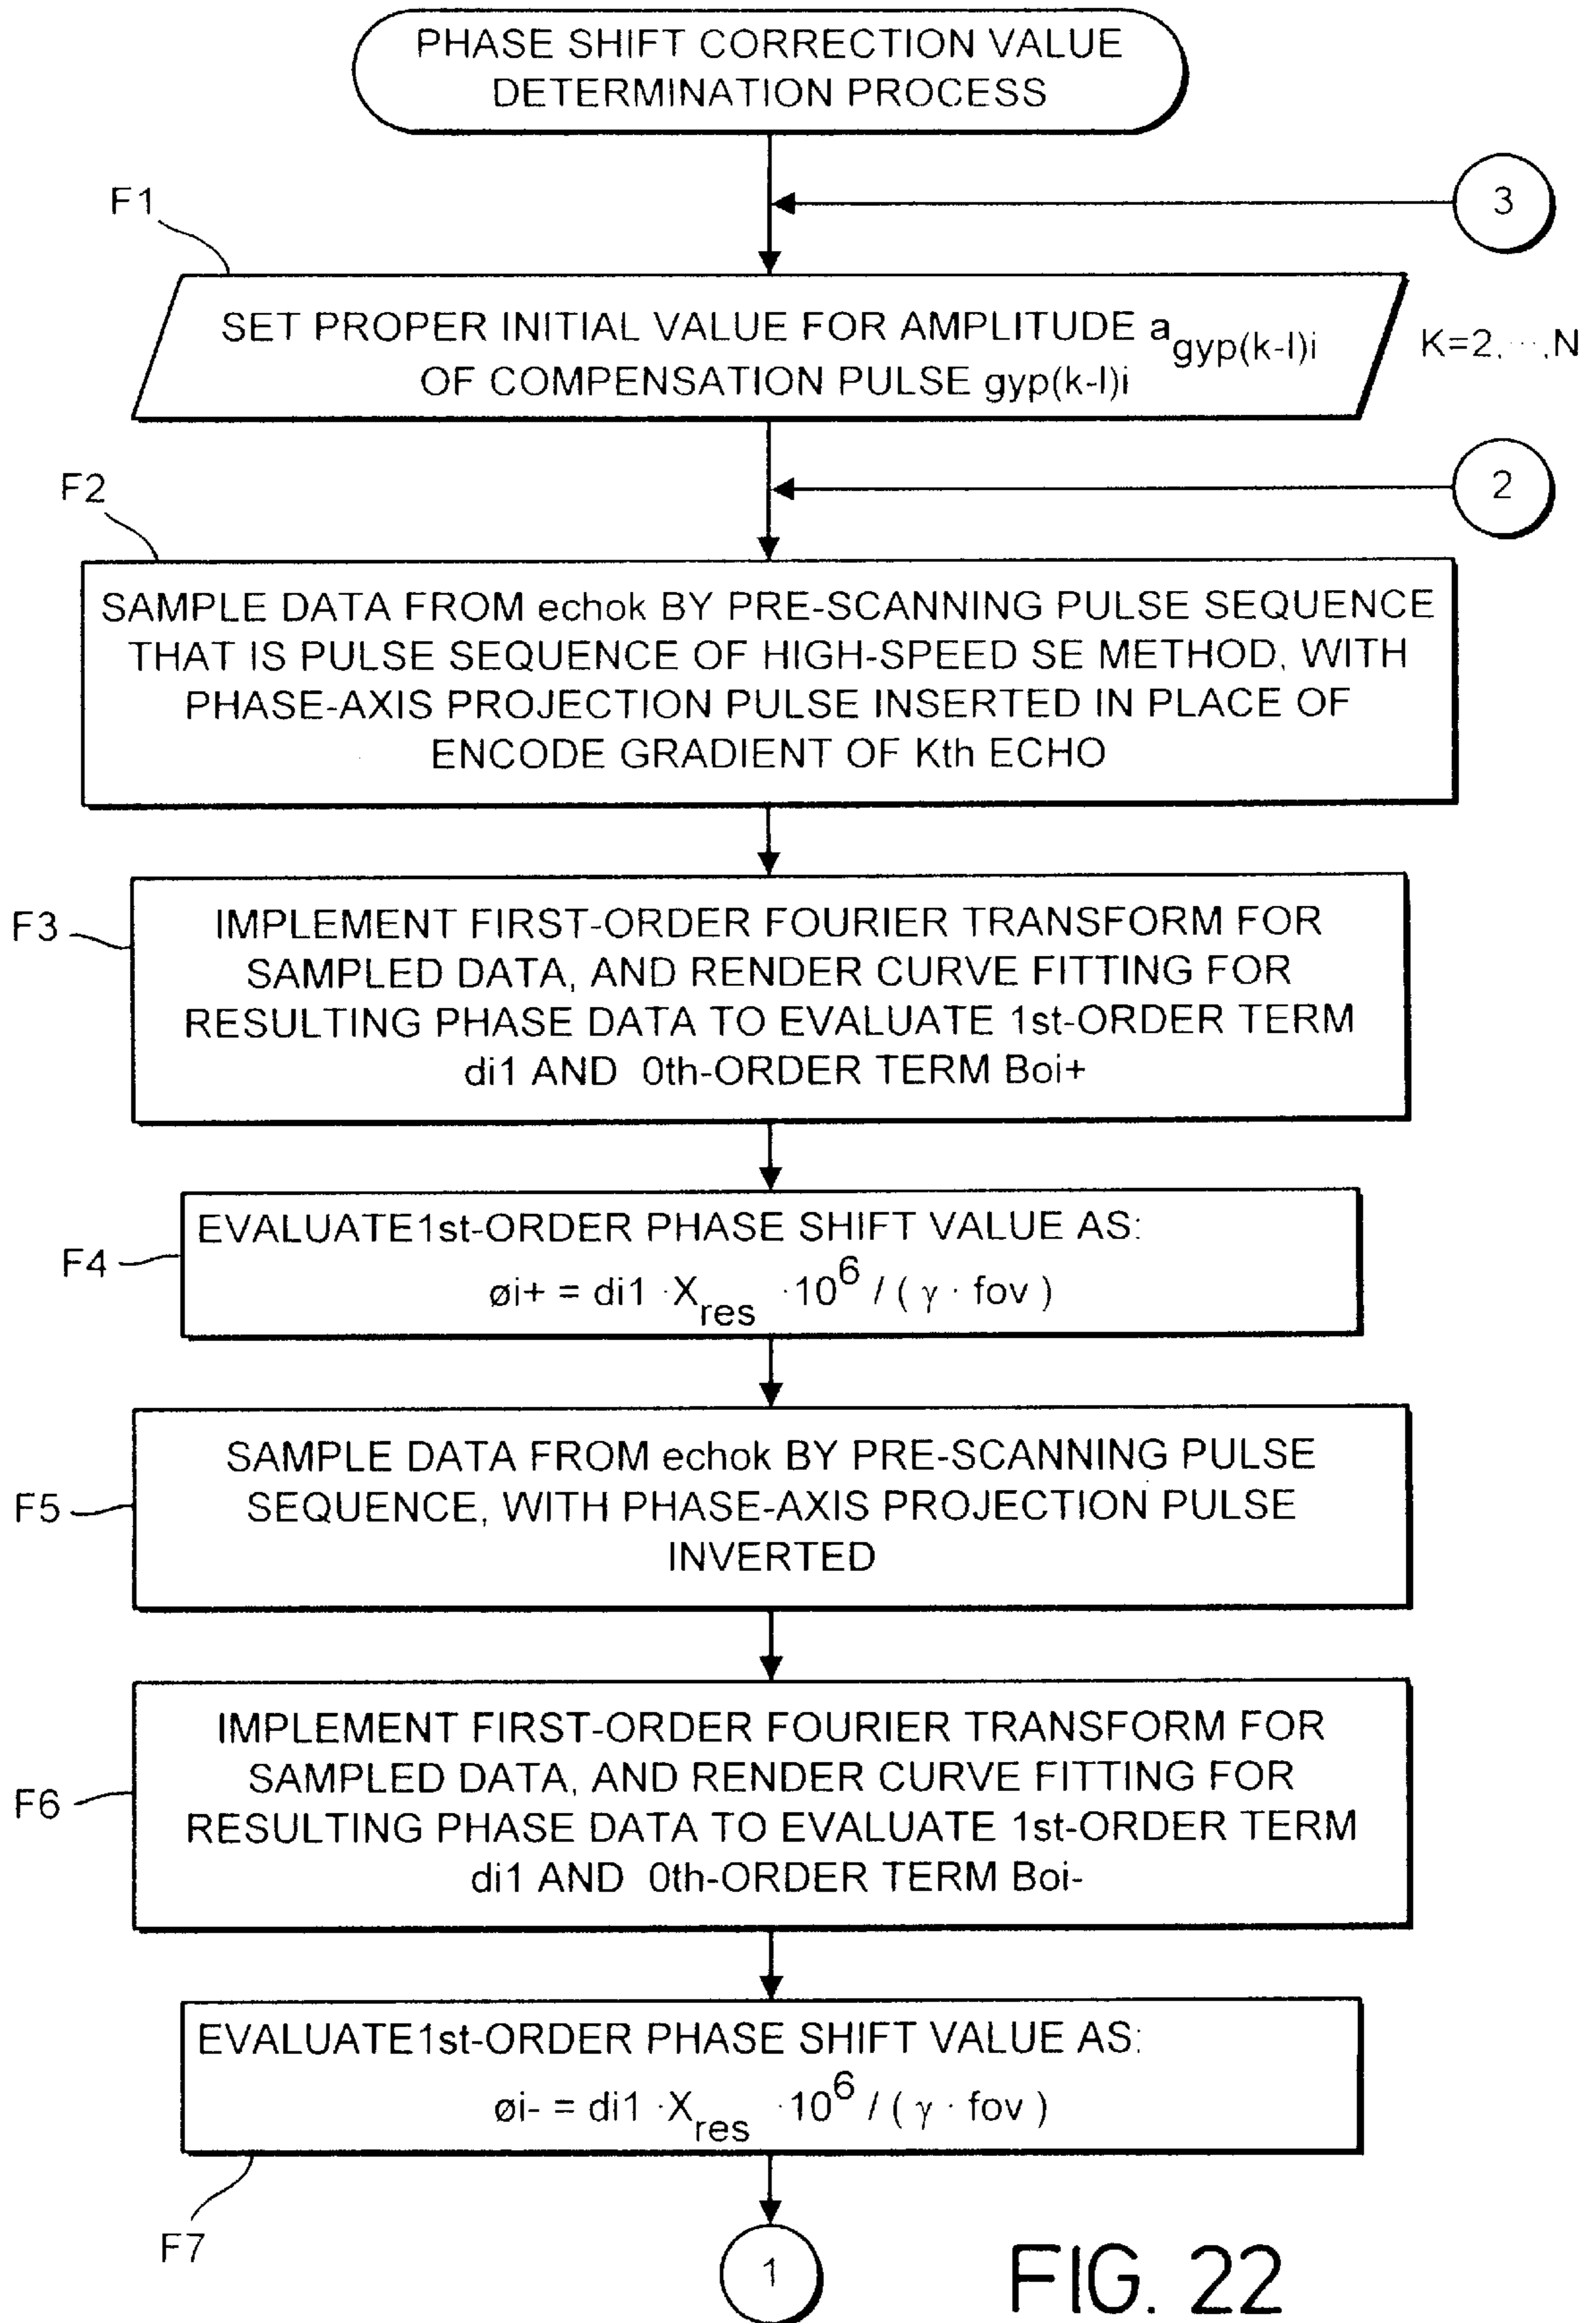 PHASE SHIFT CORRECTION VALUE
DETERMINATION PROCESS
3
F1
SET PROPER INITIAL VALUE FOR AMPLITUDE a gyp(k-l)i
OF COMPENSATION PULSE gyp(k-l)i
K=2,···,N
2
F2
SAMPLE DATA FROM echok BY PRE-SCANNING PULSE SEQUENCE
THAT IS PULSE SEQUENCE OF HIGH-SPEED SE METHOD, WITH
PHASE-AXIS PROJECTION PULSE INSERTED IN PLACE OF
ENCODE GRADIENT OF Kth ECHO
F3
IMPLEMENT FIRST-ORDER FOURIER TRANSFORM FOR
SAMPLED DATA, AND RENDER CURVE FITTING FOR
RESULTING PHASE DATA TO EVALUATE 1st-ORDER TERM
di1 AND 0th-ORDER TERM Boi+
F4
EVALUATE1st-ORDER PHASE SHIFT VALUE AS:
øi+ = di1 · Xres · 10^6 / ( γ · fov )
F5
SAMPLE DATA FROM echok BY PRE-SCANNING PULSE
SEQUENCE, WITH PHASE-AXIS PROJECTION PULSE
INVERTED
F6
IMPLEMENT FIRST-ORDER FOURIER TRANSFORM FOR
SAMPLED DATA, AND RENDER CURVE FITTING FOR
RESULTING PHASE DATA TO EVALUATE 1st-ORDER TERM
di1 AND 0th-ORDER TERM Boi-
EVALUATE1st-ORDER PHASE SHIFT VALUE AS:
øi- = di1 · Xres · 10^6 / ( γ · fov )
F7
1
FIG. 22